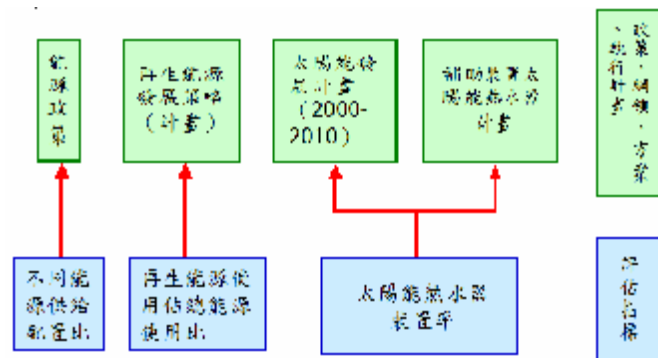 能源政策
再生能源
發展策略
（計畫）
太陽能發
展計畫
（2000-
2010）
補助裝置太
陽能熱水器
計畫
政策、綱領、方案
、執行計畫
不同能
源供給
配置比
再生能源使
用佔總能源
使用比
太陽能熱水器
裝置率
評估指標